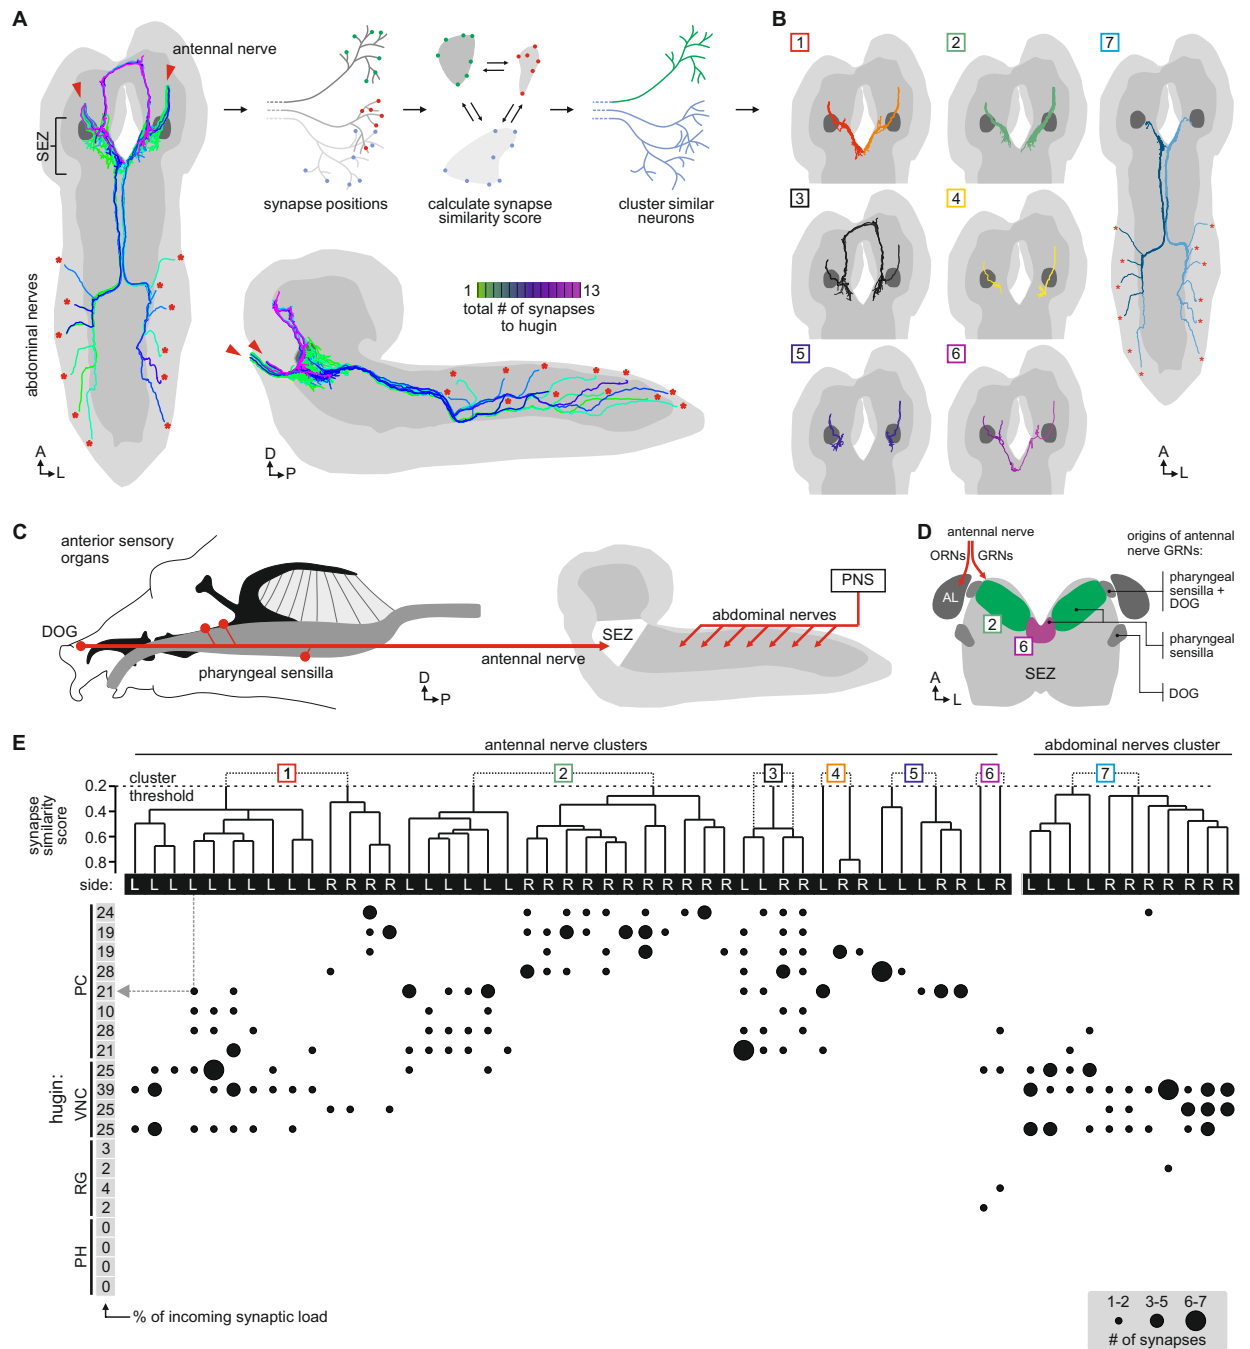 A
antennal nerve
SEZ
abdominal nerves
synapse positions
calculate synapse
similarity score
cluster similar
neurons
1 13
total # of synapses
to hugin
A
L
D
P
B
1
2
7
3
4
5
6
A
L
C
anterior sensory
organs
DOG
pharyngeal sensilla
antennal nerve
D
P
SEZ
abdominal nerves
PNS
D
antennal nerve
ORNs
GRNs
AL
2
6
SEZ
A
L
origins of antennal
nerve GRNs:
pharyngeal
sensilla +
DOG
pharyngeal
sensilla
DOG
E
antennal nerve clusters
abdominal nerves cluster
1 2 3 4 5 6 7
cluster
threshold
synapse
similarity
score
0.2
0.4
0.6
0.8
side: L L L L L L L L L L R R R R L L L L L L R R R R R R R R R R R L L R R L R R L L L R R L R L L L L R R R R R R R
hugin:
PC
24
19
19
28
21
10
28
21
VNC
25
39
25
25
RG
3
2
4
2
PH
0
0
0
0
% of incoming synaptic load
1-2 3-5 6-7
# of synapses